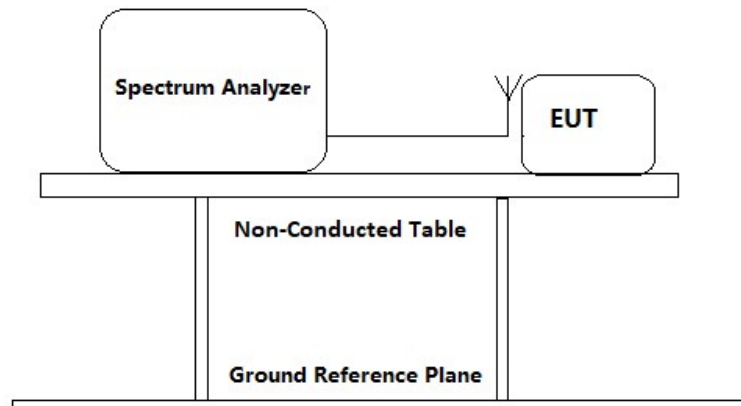 Spectrum Analyzer
EUT
Non-Conducted Table
Ground Reference Plane